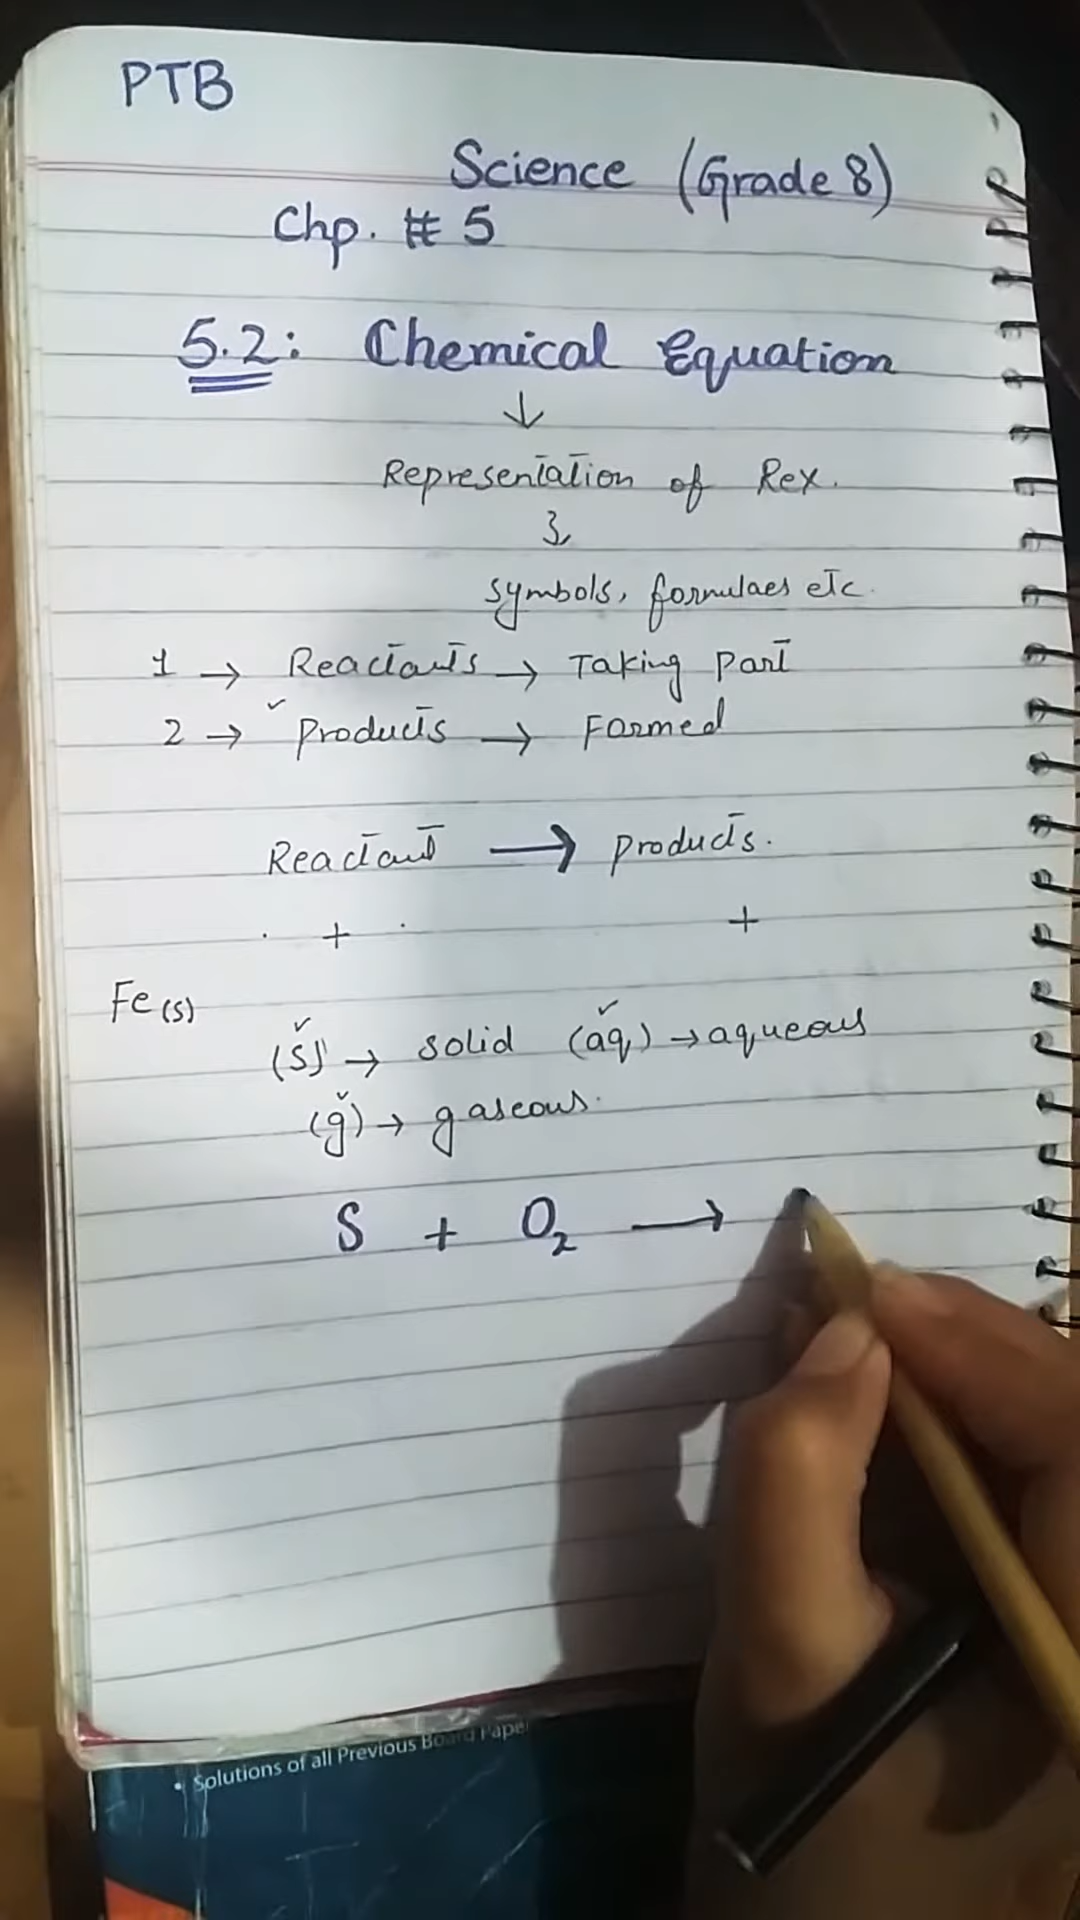 PTB
Science (Grade 8)
Chp. # 5
5.2: Chemical Equation
↓
Representation of Rex.
symbols, formulaes etc.
1 → Reactants → Taking Part
2 → Products → Formed
Reactant → products.
+ +
Fe (s)
(s) → solid (aq) → aqueous
(g) → gaseous.
S + O₂ →
• Solutions of all Previous Board Paper